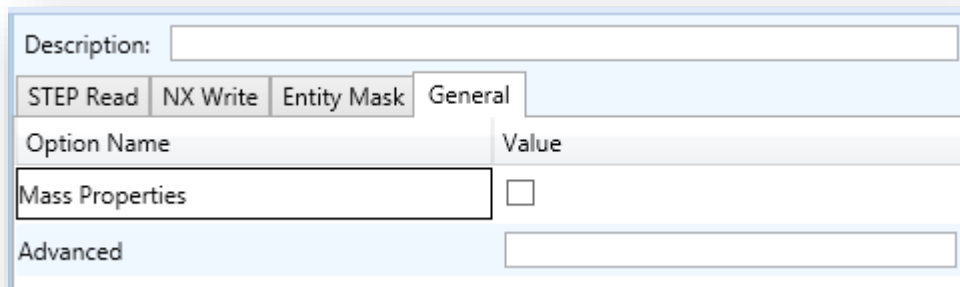 Description:
STEP Read NX Write Entity Mask General
Option Name Value
Mass Properties
Advanced